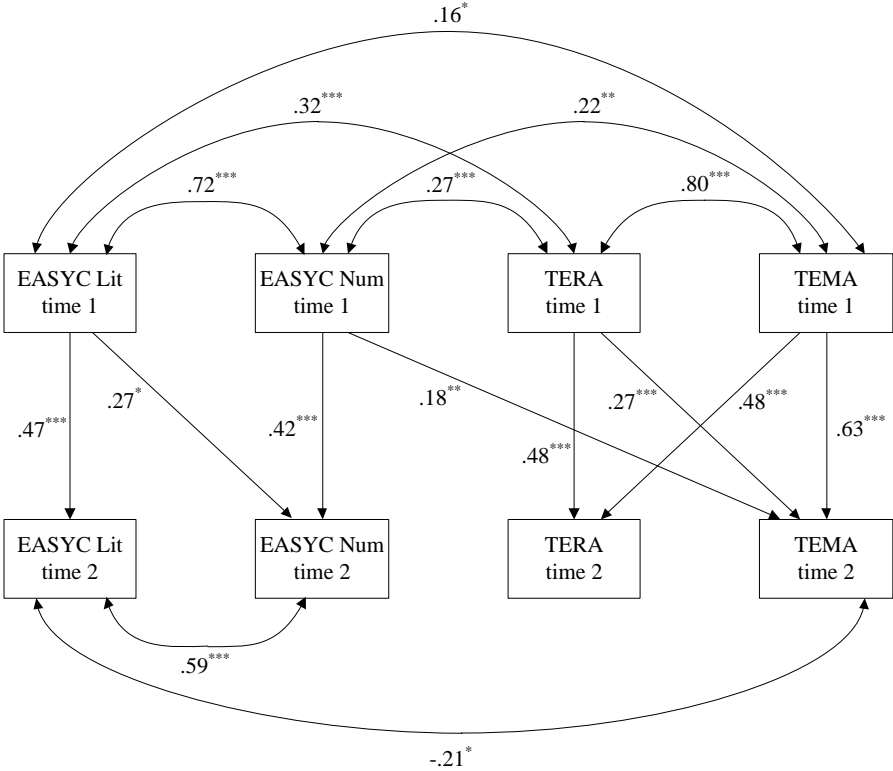 .16*
.32***
.22**
.72***
.27***
.80***
EASYC Lit
time 1
EASYC Num
time 1
TERA
time 1
TEMA
time 1
.47***
.27*
.42***
.18**
.48***
.27***
.48***
.63***
EASYC Lit
time 2
EASYC Num
time 2
TERA
time 2
TEMA
time 2
.59***
-.21*